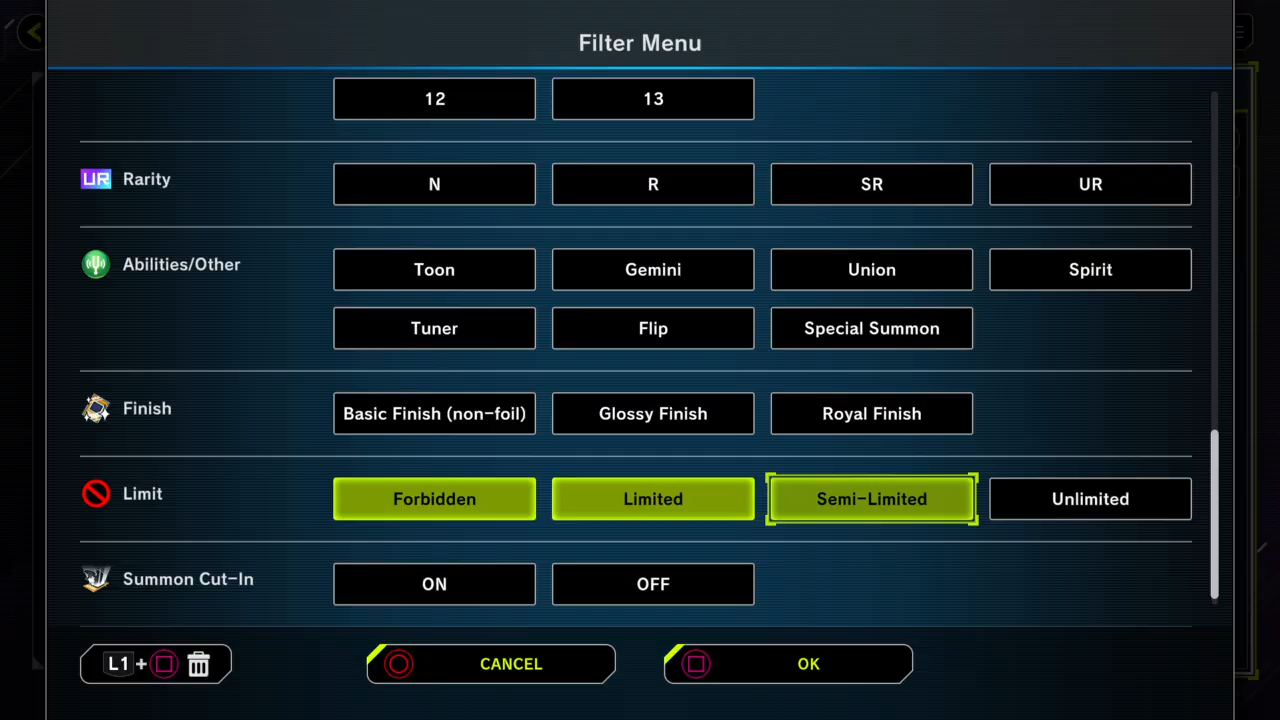 Filter Menu
12 13
UR Rarity N R SR UR
Abilities/Other Toon Gemini Union Spirit
Tuner Flip Special Summon
Finish Basic Finish (non-foil) Glossy Finish Royal Finish
Limit Forbidden Limited Semi-Limited Unlimited
Summon Cut-In ON OFF
L1 + CANCEL OK